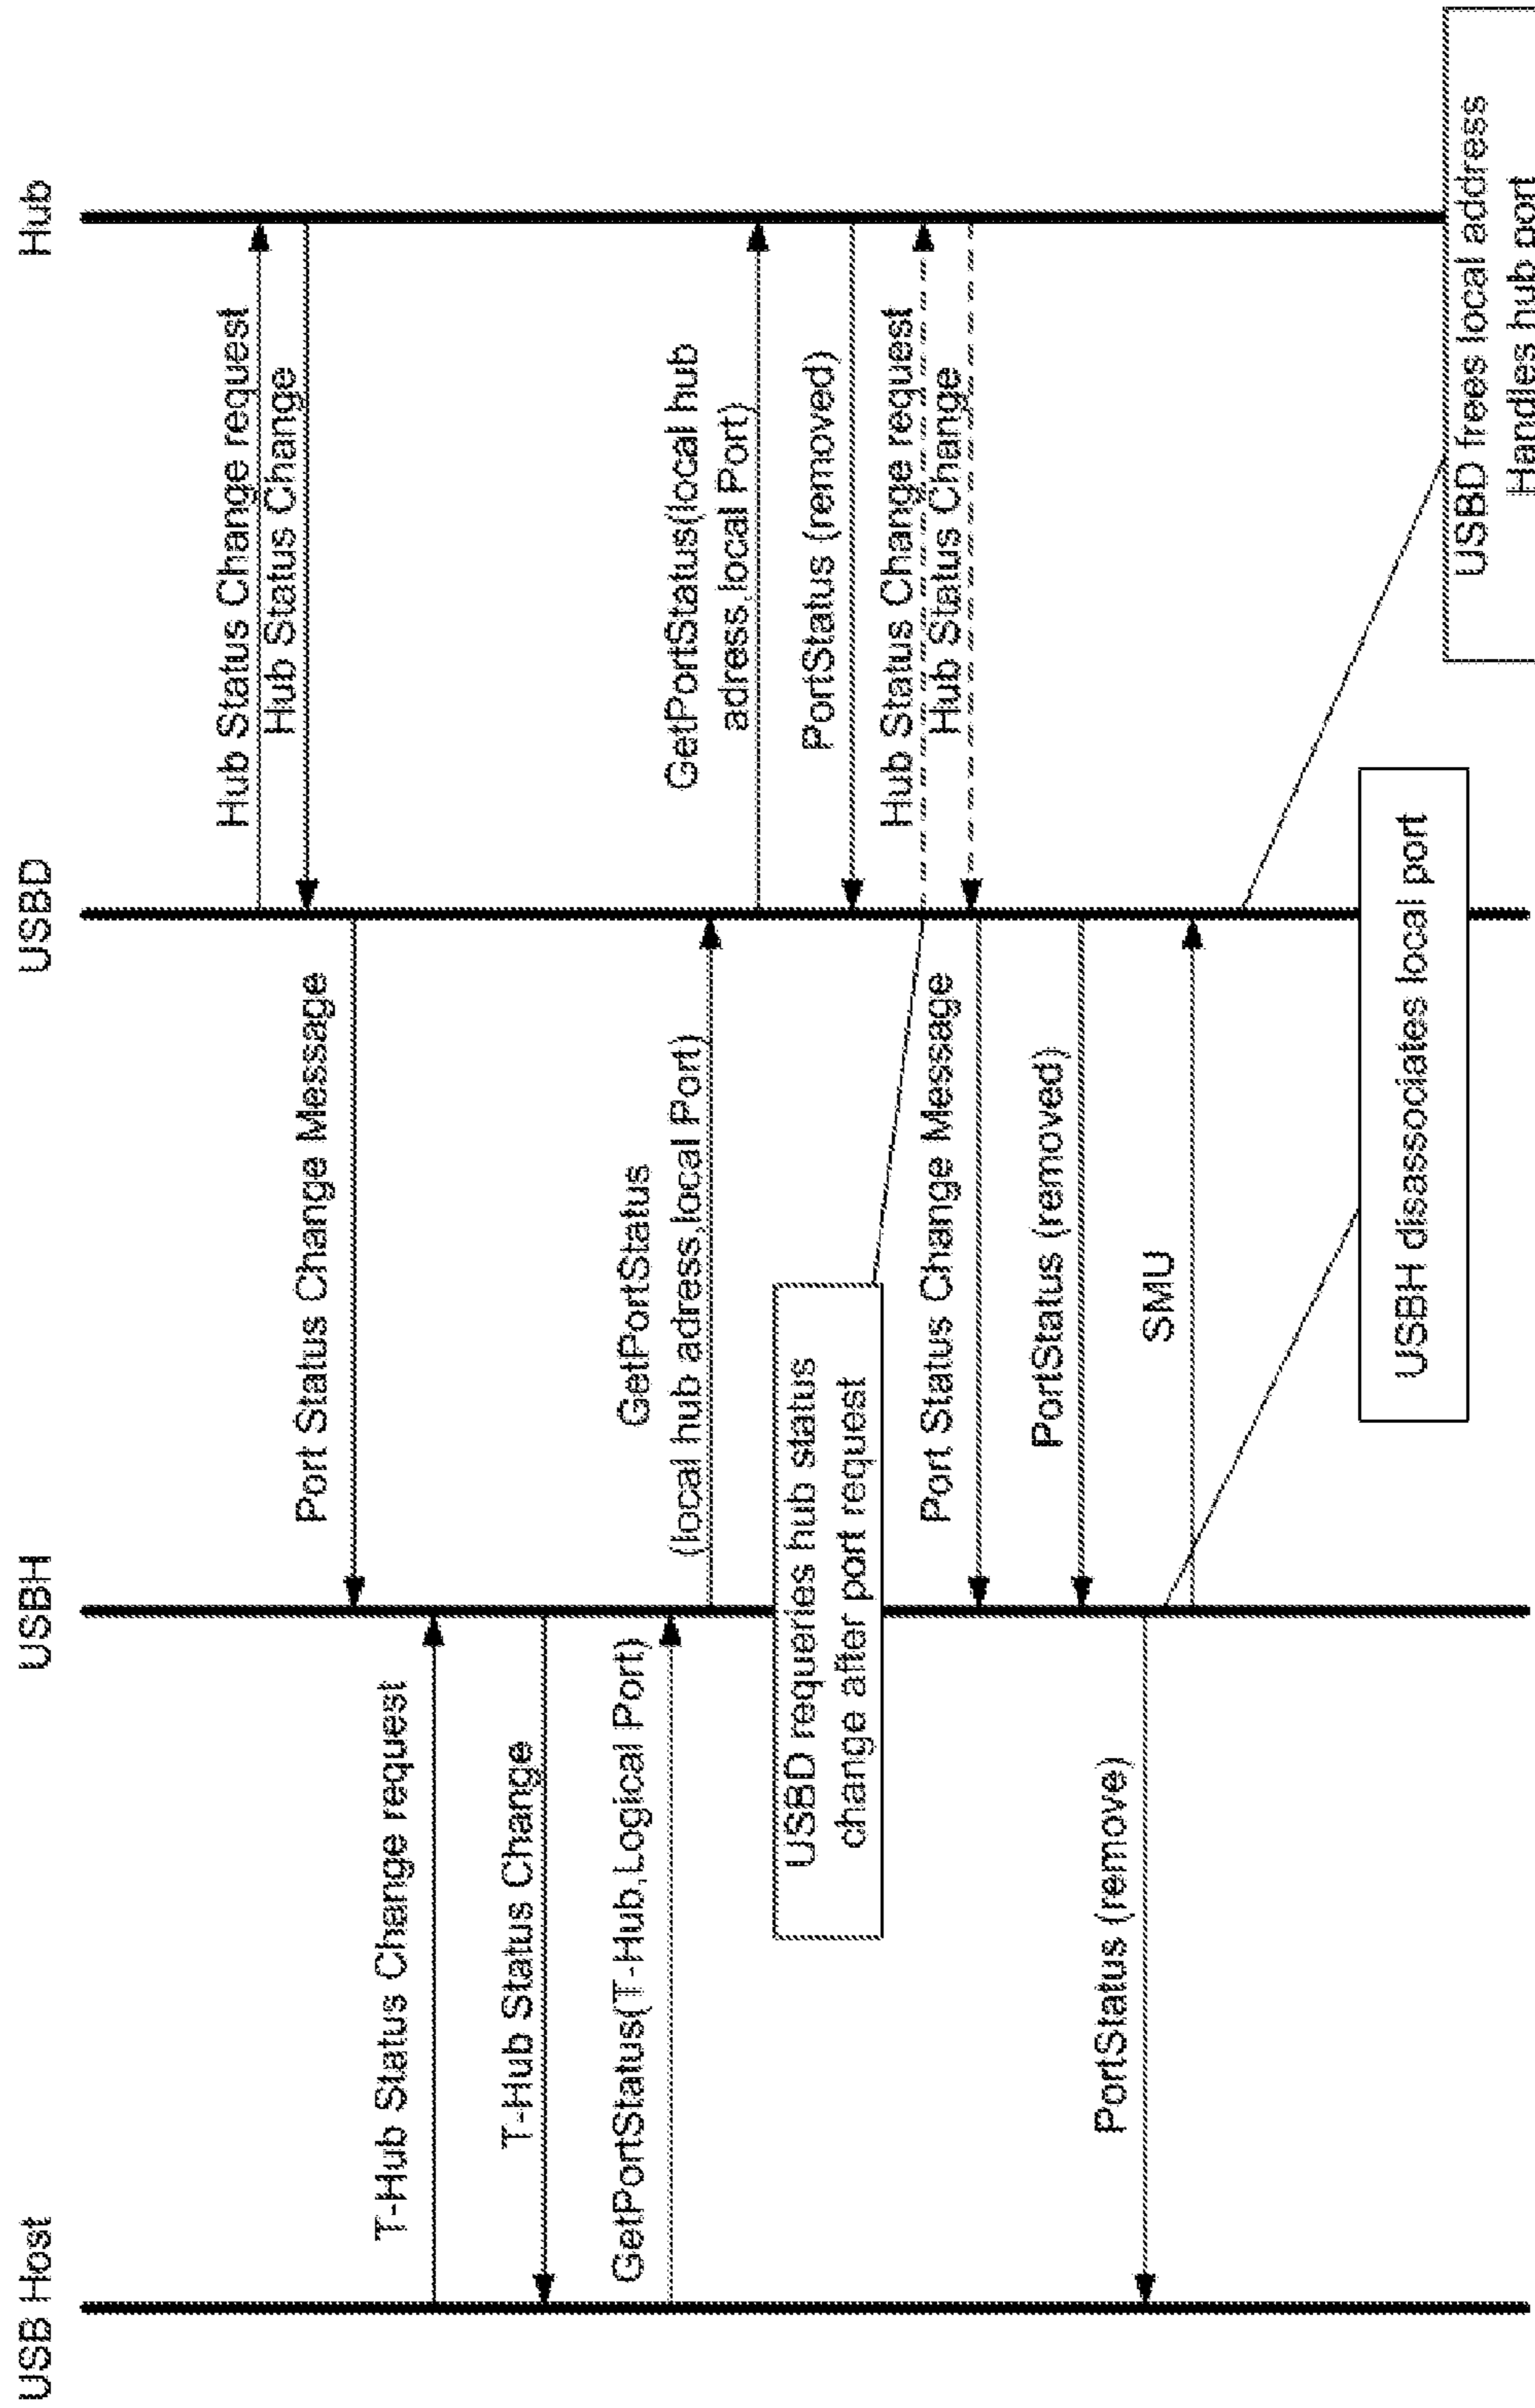 USB Host
USBH
USBD
Hub
Hub Status Change request
Hub Status Change
Port Status Change Message
T-Hub Status Change request
T-Hub Status Change
GetPortStatus(T-Hub,Logical Port)
GetPortStatus
(local hub adress,local Port)
GetPortStatus(local hub
adress,local Port)
PortStatus (removed)
USBD requeries hub status
change after port request
Hub Status Change request
Hub Status Change
Port Status Change Message
PortStatus (removed)
PortStatus (remove)
SMU
USBH disassociates local port
USBD frees local address
Handles hub port